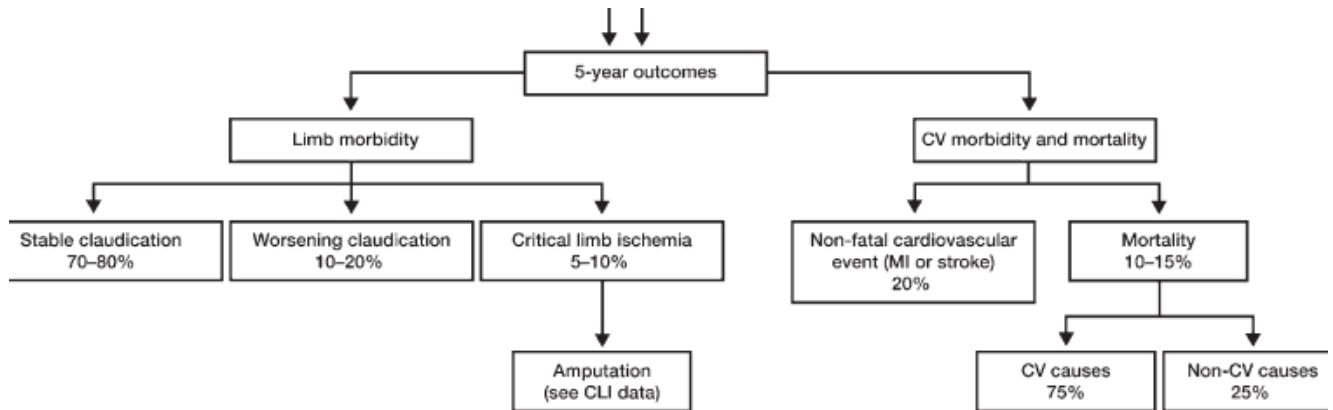 5-year outcomes
Limb morbidity
CV morbidity and mortality
Stable claudication
70–80%
Worsening claudication
10–20%
Critical limb ischemia
5–10%
Non-fatal cardiovascular
event (MI or stroke)
20%
Mortality
10–15%
Amputation
(see CLI data)
CV causes
75%
Non-CV causes
25%